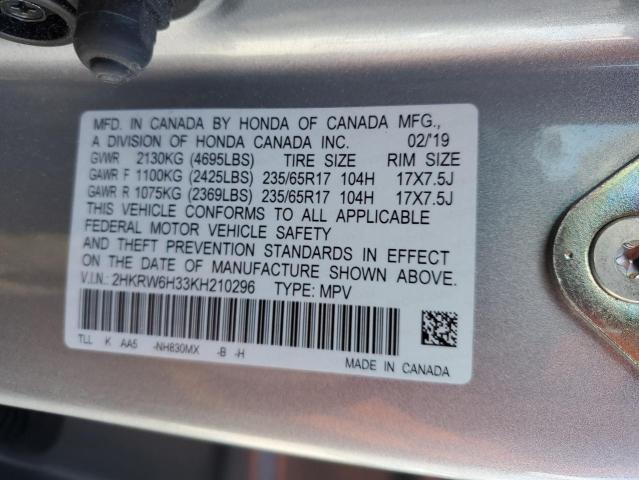 MFD. IN CANADA BY HONDA OF CANADA MFG.,
A DIVISION OF HONDA CANADA INC. 02/'19
GVWR 2130KG (4695LBS) TIRE SIZE RIM SIZE
GAWR F 1100KG (2425LBS) 235/65R17 104H 17X7.5J
GAWR R 1075KG (2369LBS) 235/65R17 104H 17X7.5J
THIS VEHICLE CONFORMS TO ALL APPLICABLE
FEDERAL MOTOR VEHICLE SAFETY
AND THEFT PREVENTION STANDARDS IN EFFECT
ON THE DATE OF MANUFACTURE SHOWN ABOVE.
V.I.N.: 2HKRW6H33KH210296 TYPE: MPV
TLL K AA5 -NH830MX -B -H
MADE IN CANADA